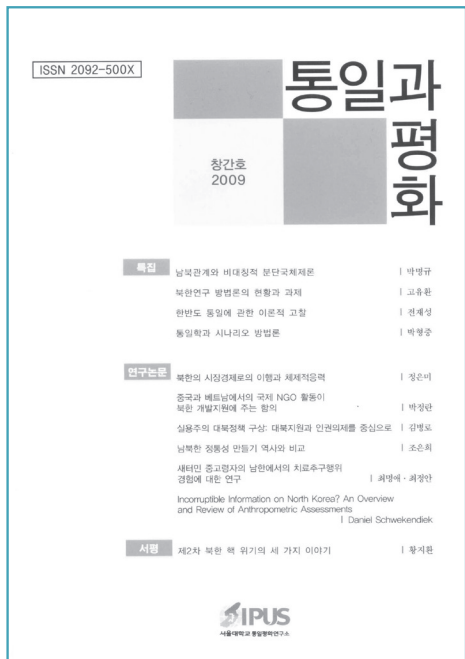 ISSN 2092-500X
통일과
평화
창간호
2009
특집
남북관계와 비대칭적 분단국체제론 | 박명규
북한연구 방법론의 현황과 과제 | 고유환
한반도 통일에 관한 이론적 고찰 | 전재성
통일학과 시나리오 방법론 | 박형중
연구논문
북한의 시장경제로의 이행과 체제적응력 | 정은미
중국과 베트남에서의 국제 NGO 활동이
북한 개발지원에 주는 함의 | 박정란
실용주의 대북정책 구상: 대북지원과 인권의제를 중심으로 | 김병로
남북한 정통성 만들기 역사와 비교 | 조은희
새터민 중고령자의 남한에서의 치료추구행위
경험에 대한 연구 | 최명애·최정안
Incorruptible Information on North Korea? An Overview
and Review of Anthropometric Assessments
| Daniel Schwekendiek
서평
제2차 북한 핵 위기의 세 가지 이야기 | 황지환
IPUS
서울대학교 통일평화연구소